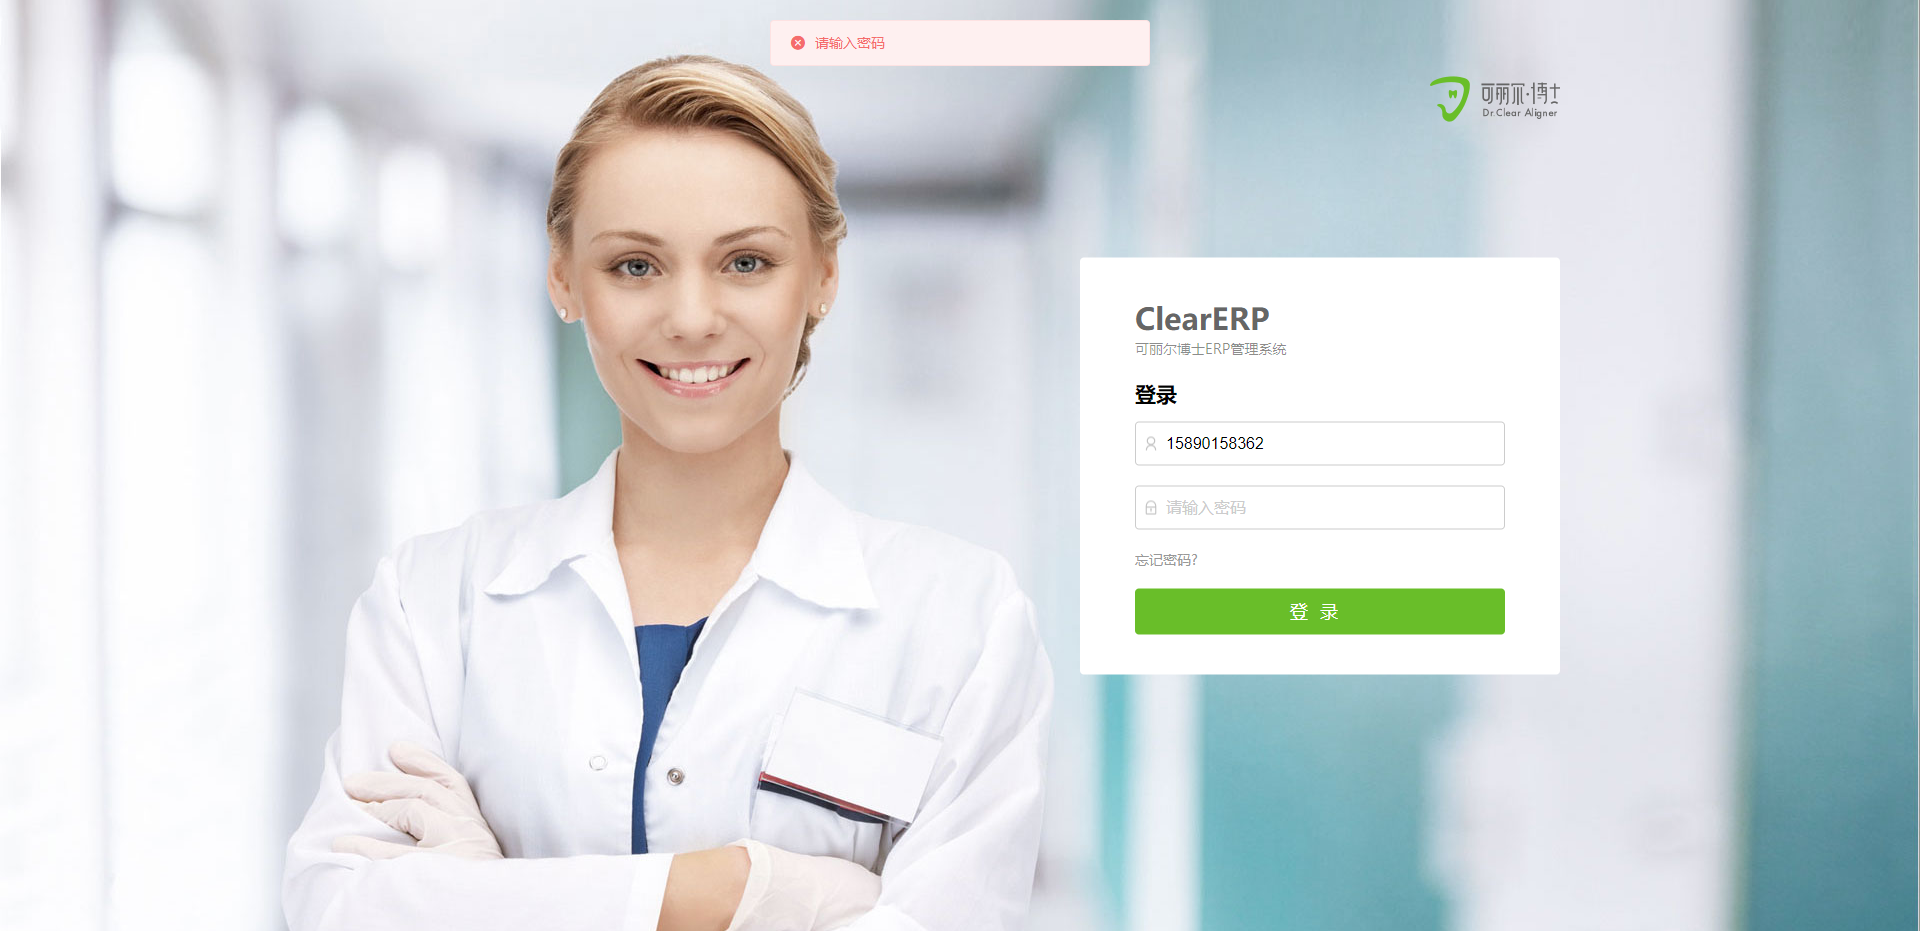 请输入密码
可丽尔·博士
Dr.Clear Aligner
ClearERP
可丽尔博士ERP管理系统
登录
15890158362
请输入密码
忘记密码?
登 录